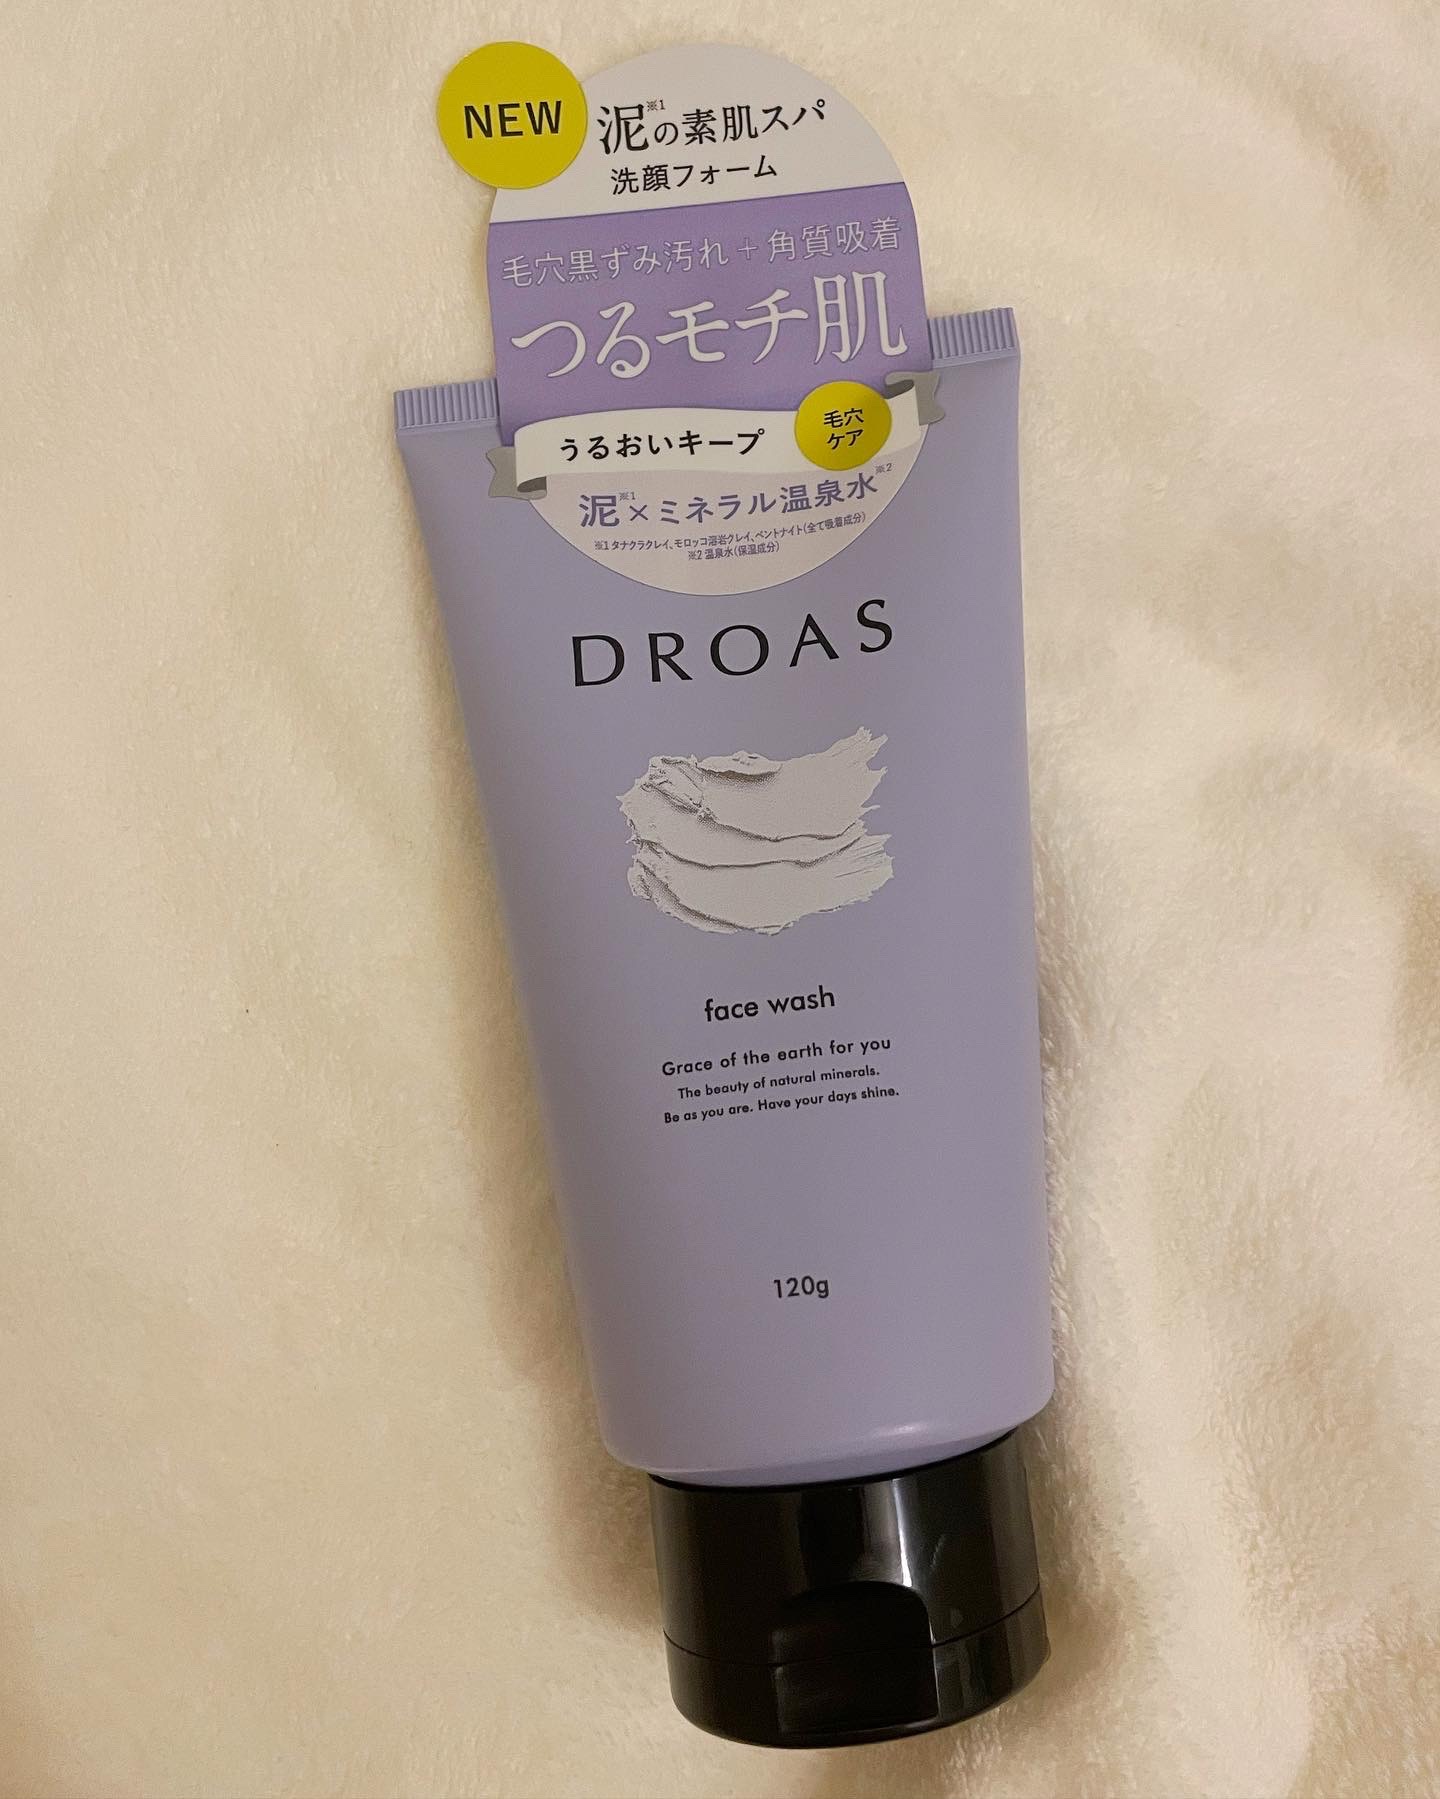 NEW
泥※1の素肌スパ
洗顔フォーム
毛穴黒ずみ汚れ+角質吸着
つるモチ肌
うるおいキープ
毛穴
ケア
泥※1×ミネラル温泉水※2
※1 タナクラクレイ、モロッコ溶岩クレイ、ベントナイト(全て吸着成分)
※2 温泉水(保湿成分)
DROAS
face wash
Grace of the earth for you
The beauty of natural minerals.
Be as you are. Have your days shine.
120g